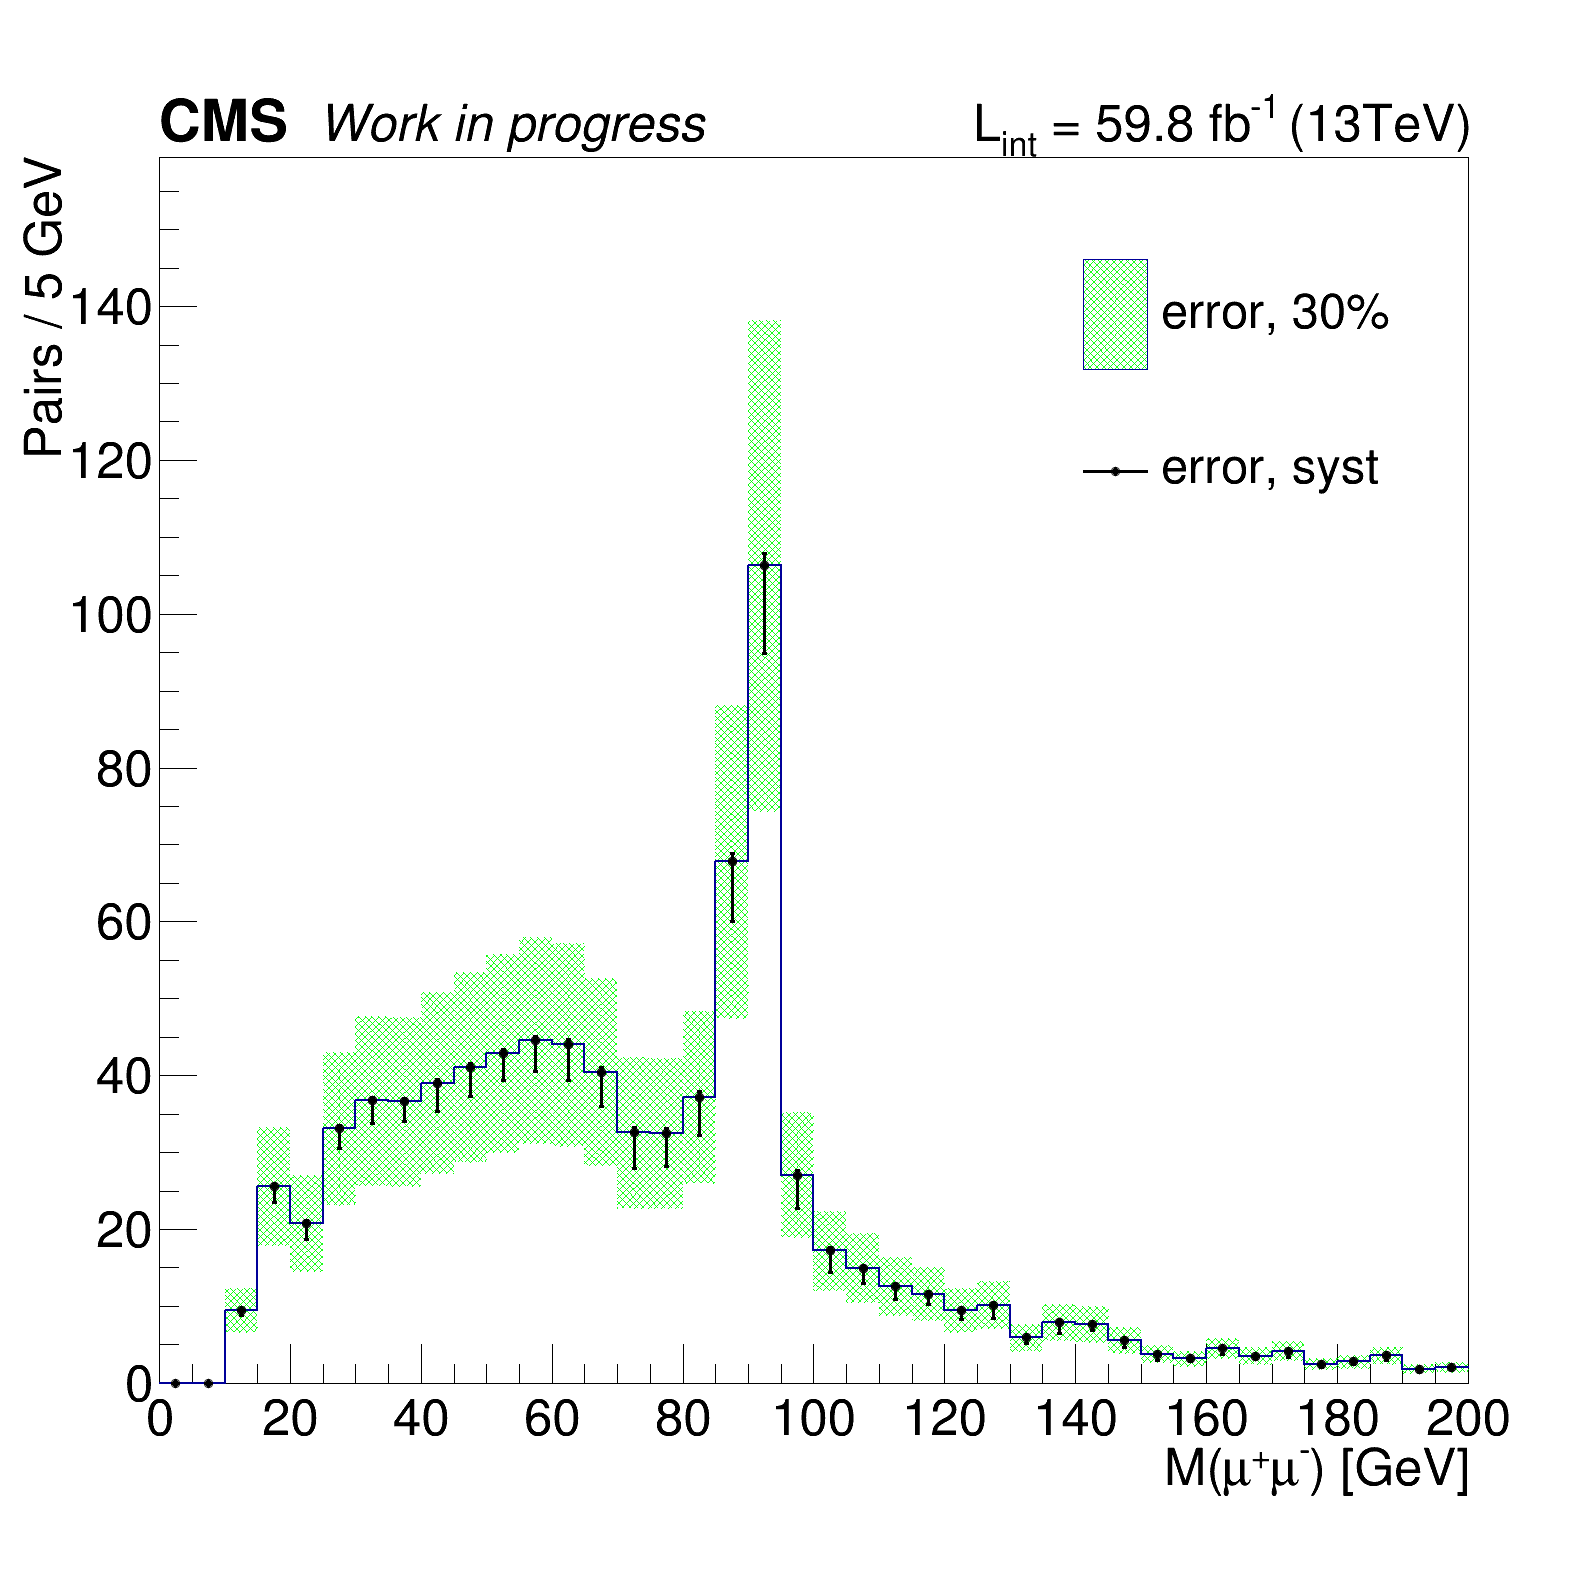 CMS Work in progress
L_int = 59.8 fb^-1 (13TeV)
Pairs / 5 GeV
140
120
100
80
60
40
20
0
error, 30%
error, syst
0 20 40 60 80 100 120 140 160 180 200
M(μ⁺μ⁻) [GeV]